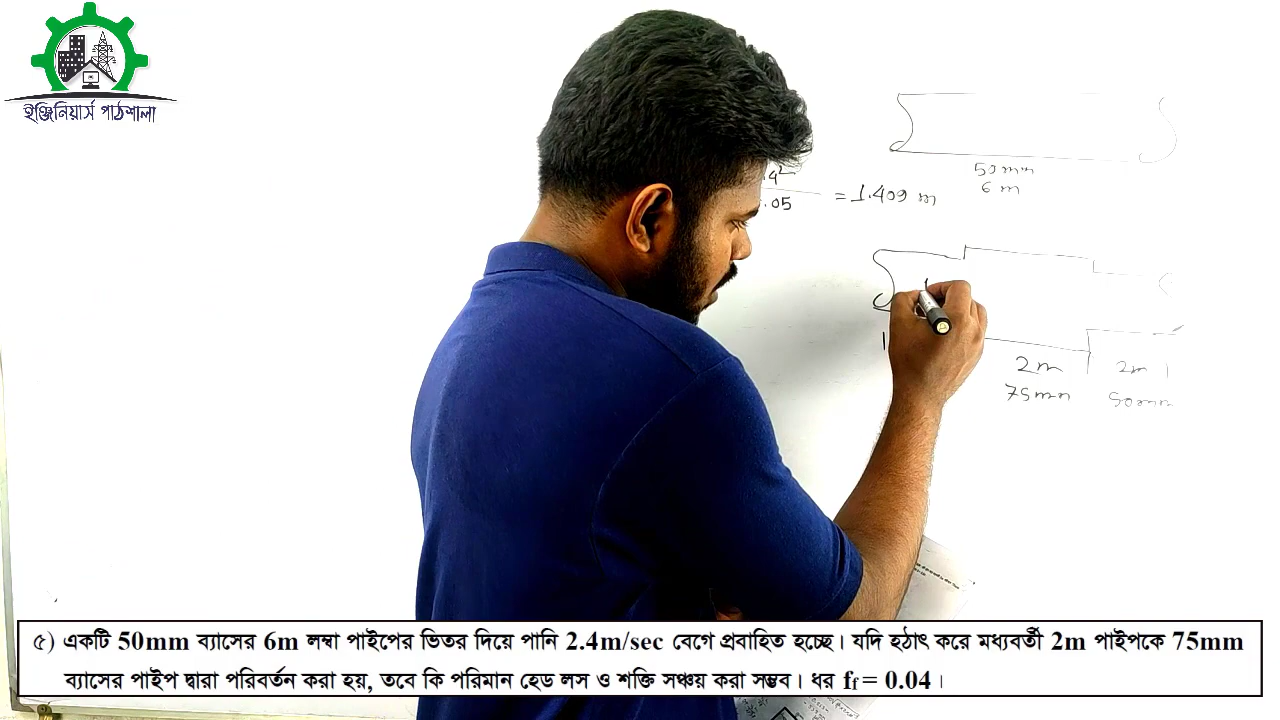 ইঞ্জিনিয়ার্স পাঠশালা
50mm
6 m
.4²
.05
= 1.409 m
2m
2m
75mm
50mm
৫) একটি 50mm ব্যাসের 6m লম্বা পাইপের ভিতর দিয়ে পানি 2.4m/sec বেগে প্রবাহিত হচ্ছে। যদি হঠাৎ করে মধ্যবর্তী 2m পাইপকে 75mm
ব্যাসের পাইপ দ্বারা পরিবর্তন করা হয়, তবে কি পরিমান হেড লস ও শক্তি সঞ্চয় করা সম্ভব। ধর f_f = 0.04।